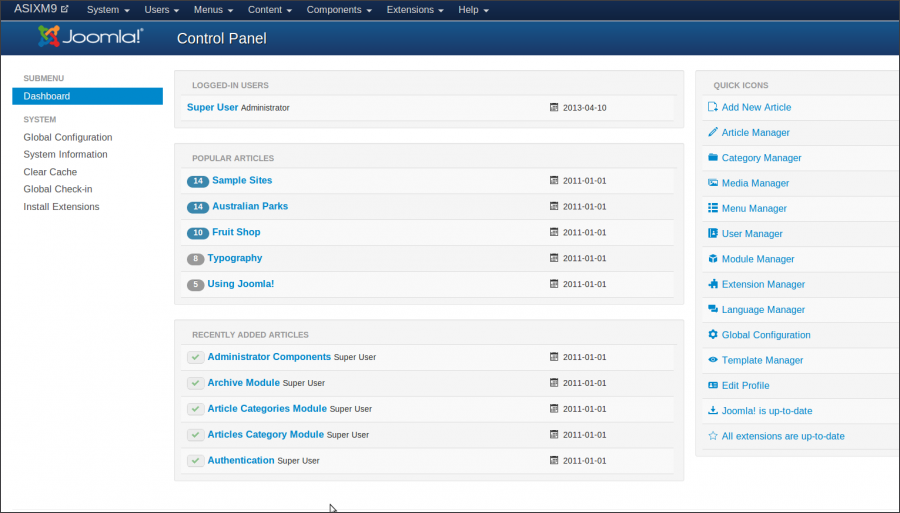 ASIXM9 System Users Menus Content Components Extensions Help
Joomla!® Control Panel
SUBMENU
Dashboard
SYSTEM
Global Configuration
System Information
Clear Cache
Global Check-in
Install Extensions
LOGGED-IN USERS
Super User Administrator 2013-04-10
POPULAR ARTICLES
14 Sample Sites 2011-01-01
14 Australian Parks 2011-01-01
10 Fruit Shop 2011-01-01
8 Typography 2011-01-01
5 Using Joomla! 2011-01-01
RECENTLY ADDED ARTICLES
Administrator Components Super User 2011-01-01
Archive Module Super User 2011-01-01
Article Categories Module Super User 2011-01-01
Articles Category Module Super User 2011-01-01
Authentication Super User 2011-01-01
QUICK ICONS
Add New Article
Article Manager
Category Manager
Media Manager
Menu Manager
User Manager
Module Manager
Extension Manager
Language Manager
Global Configuration
Template Manager
Edit Profile
Joomla! is up-to-date
All extensions are up-to-date